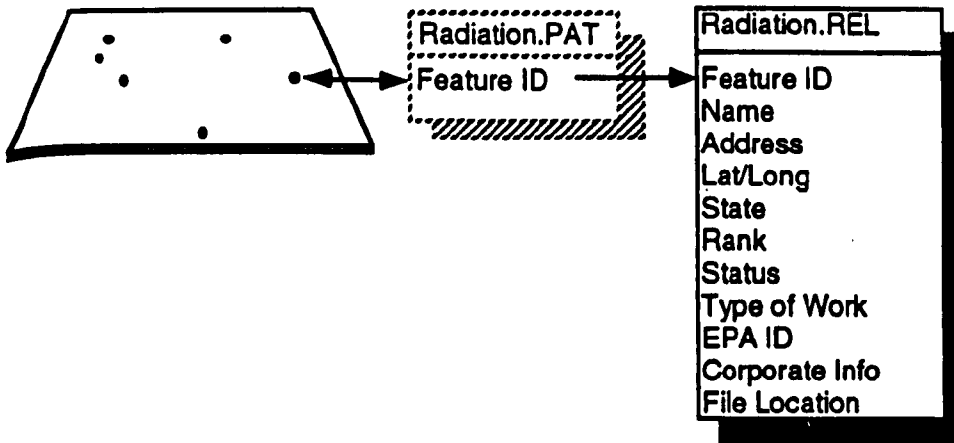 Radiation.PAT
Feature ID
Radiation.REL
Feature ID
Name
Address
Lat/Long
State
Rank
Status
Type of Work
EPA ID
Corporate Info
File Location